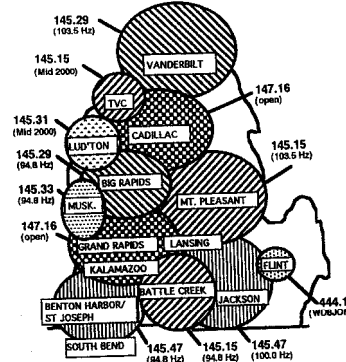 145.29
(103.5 Hz)
VANDERBILT
145.15
(Mid 2000)
TVC
147.16
(open)
145.31
(Mid 2000)
CADILLAC
LUD'TON
145.15
(103.5 Hz)
145.29
(94.8 Hz)
BIG RAPIDS
145.33
(94.8 Hz)
MUSK.
MT. PLEASANT
147.16
(open)
GRAND RAPIDS
LANSING
KALAMAZOO
FLINT
BATTLE CREEK
JACKSON
BENTON HARBOR/
ST JOSEPH
444.1
SOUTH BEND
145.47
(94.8 Hz)
145.15
(94.8 Hz)
145.47
(100.0 Hz)